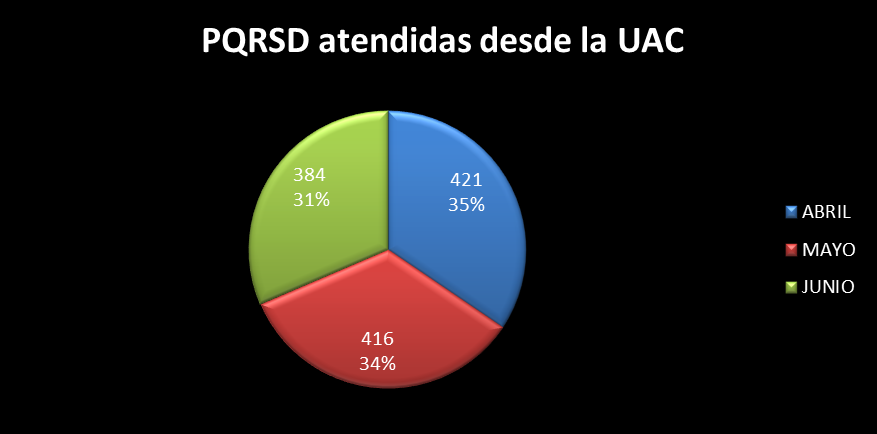 PQRSD atendidas desde la UAC
384
31%
421
35%
416
34%
ABRIL
MAYO
JUNIO